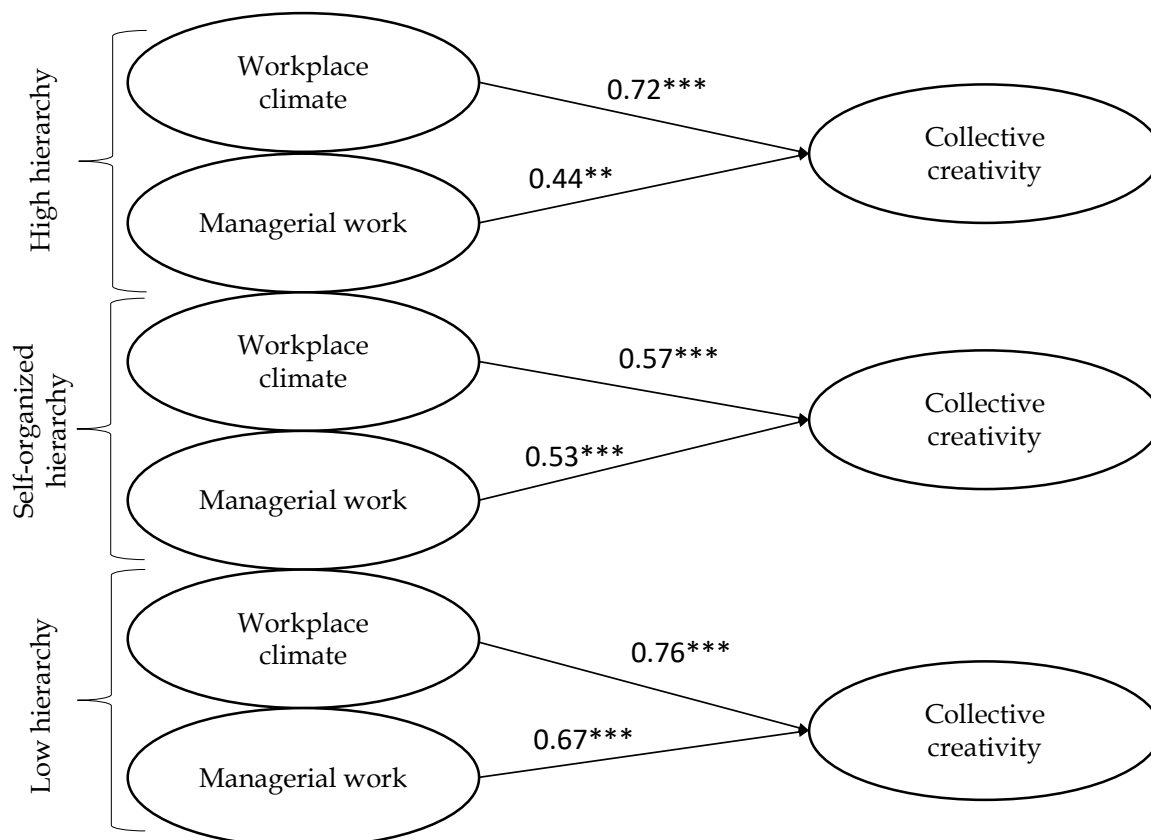 High hierarchy
Workplace
climate
0.72***
Managerial work
0.44**
Collective
creativity
Self-organized
hierarchy
Workplace
climate
0.57***
Managerial work
0.53***
Collective
creativity
Low hierarchy
Workplace
climate
0.76***
Managerial work
0.67***
Collective
creativity